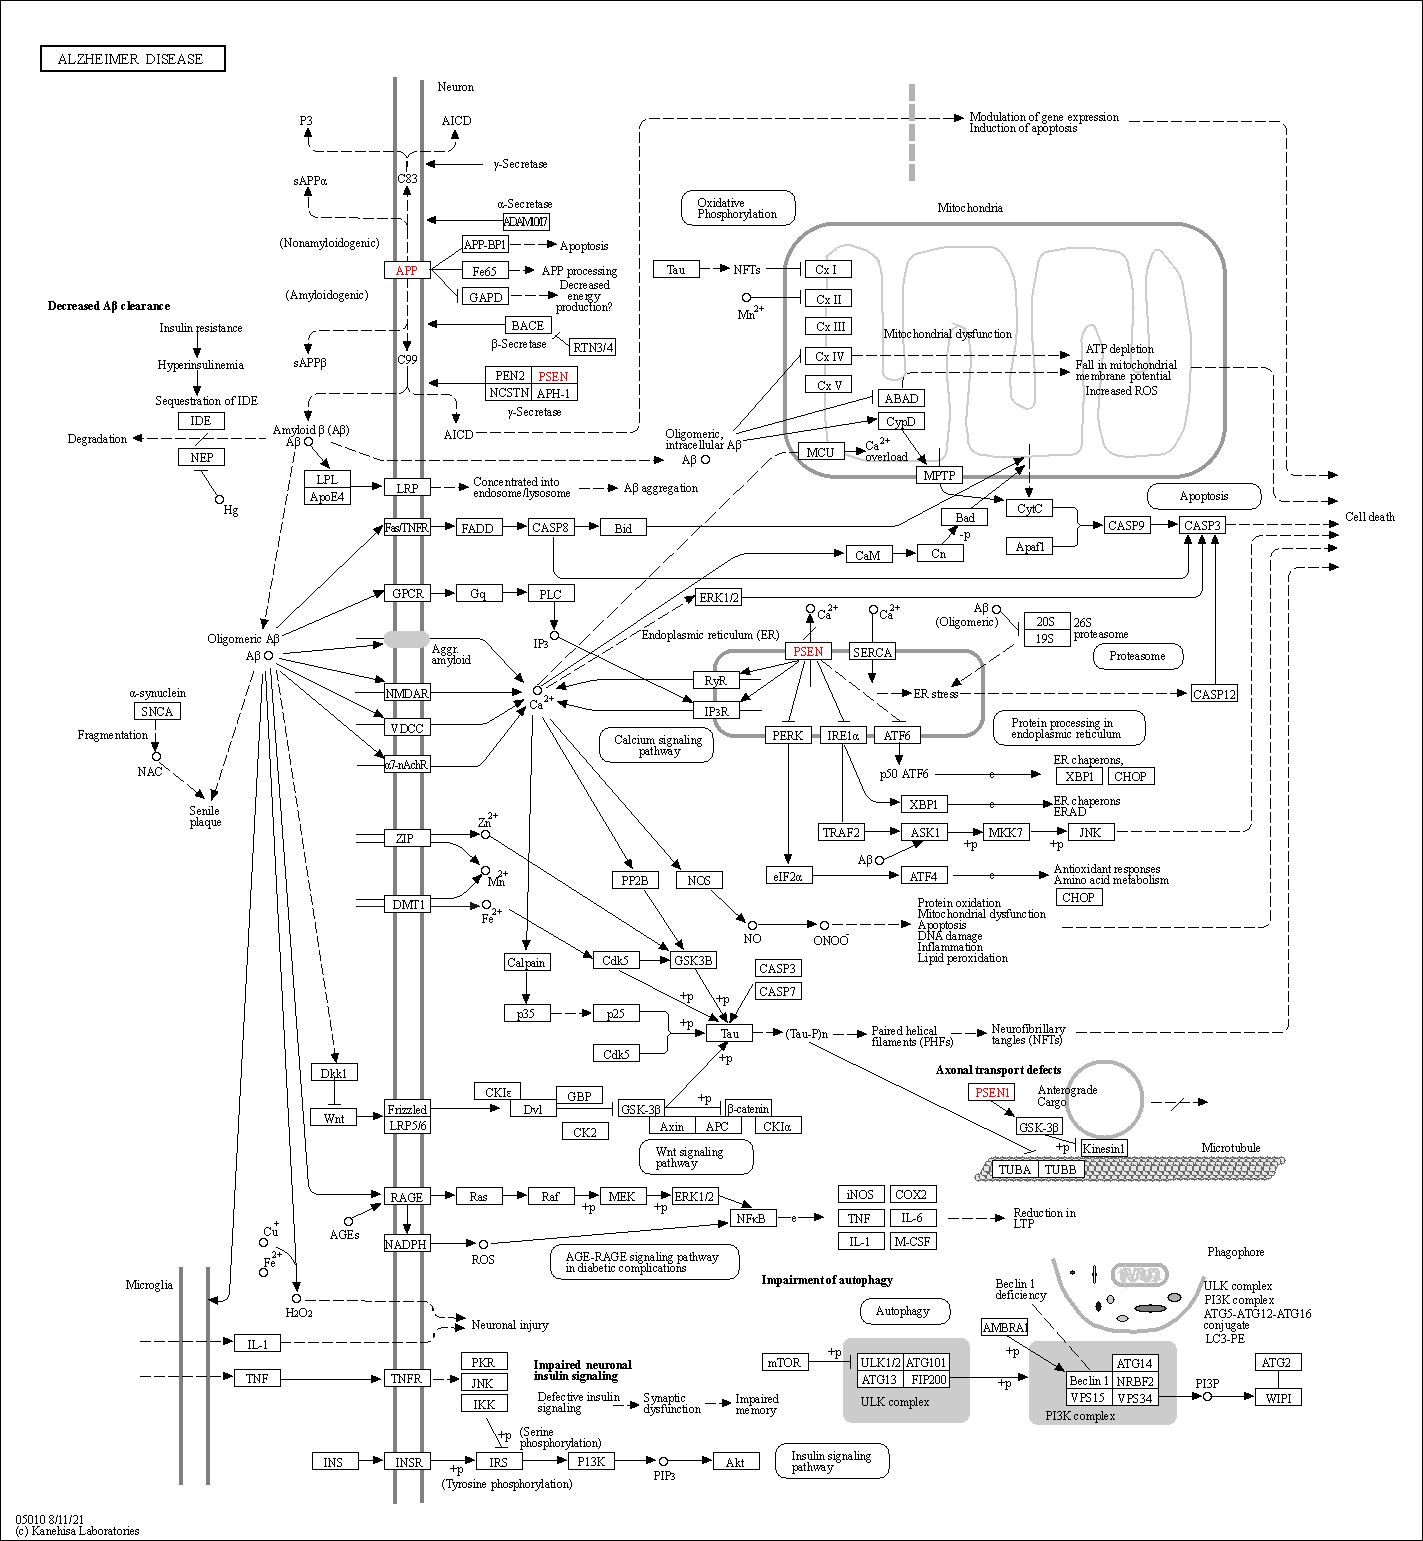 ALZHEIMER DISEASE
Neuron
P3
AICD
Modulation of gene expression
Induction of apoptosis
γ-Secretase
C83
sAPPα
α-Secretase
ADAM1017
Oxidative
Phosphorylation
Mitochondria
(Nonamyloidogenic)
APP-BP1
Apoptosis
APP
Fe65
APP processing
Tau
NFTs
Cx I
(Amyloidogenic)
GAPD
Decreased
energy
production?
Mn2+
Cx II
Decreased Aβ clearance
BACE
Cx III
Insulin resistance
β-Secretase
RTN3/4
Mitochondrial dysfunction
Hyperinsulinemia
sAPPβ
C99
Cx IV
ATP depletion
Fall in mitochondrial
membrane potential
Increased ROS
PEN2
PSEN
NCSTN
APH-1
γ-Secretase
Cx V
ABAD
Sequestration of IDE
IDE
CypD
Degradation
Amyloid β (Aβ)
Aβ
AICD
Oligomeric,
intracellular Aβ
Aβ
NEP
MCU
Ca2+
overload
LPL
ApoE4
LRP
Concentrated into
endosome/lysosome
Aβ aggregation
MPTP
Hg
Apoptosis
CytC
Bad
-p
Fas/TNFR
FADD
CASP8
Bid
CASP9
CASP3
Cell death
Apaf1
CaM
Cn
GPCR
Gq
PLC
ERK1/2
Ca2+
Ca2+
Aβ
(Oligomeric)
20S
19S
26S
proteasome
Oligomeric Aβ
Aβ
IP3
Endoplasmic reticulum (ER)
PSEN
SERCA
Proteasome
Aggr.
amyloid
RyR
α-synuclein
SNCA
NMDAR
Ca2+
ER stress
CASP12
IP3R
Fragmentation
VDCC
Calcium signaling
pathway
PERK
IRE1α
ATF6
Protein processing in
endoplasmic reticulum
NAC
α7-nAchR
p50 ATF6
e
ER chaperons,
XBP1
CHOP
Senile
plaque
XBP1
e
ER chaperons
ERAD
Zn2+
ZIP
TRAF2
ASK1
+p
MKK7
+p
JNK
Aβ
Mn2+
PP2B
NOS
eIF2α
ATF4
e
Antioxidant responses
Amino acid metabolism
CHOP
DMT1
Fe2+
NO
ONOO-
Protein oxidation
Mitochondrial dysfunction
Apoptosis
DNA damage
Inflammation
Lipid peroxidation
Calpain
Cdk5
GSK3B
CASP3
CASP7
+p
+p
p35
p25
+p
Tau
(Tau-P)n
Paired helical
filaments (PHFs)
Neurofibrillary
tangles (NFTs)
Cdk5
+p
Dkk1
Axonal transport defects
PSEN1
Anterograde
Cargo
Wnt
Frizzled
LRP5/6
CKIε
Dvl
GBP
CK2
GSK-3β
+p
β-catenin
Axin
APC
CKIα
GSK-3β
+p
Kinesin1
Microtubule
Wnt signaling
pathway
TUBA
TUBB
RAGE
Ras
Raf
+p
MEK
+p
ERK1/2
iNOS
COX2
AGEs
NFκB
e
TNF
IL-6
Reduction in
LTP
Cu+
Fe2+
NADPH
ROS
IL-1
M-CSF
AGE-RAGE signaling pathway
in diabetic complications
Phagophore
Microglia
Impairment of autophagy
Beclin 1
deficiency
ULK complex
PI3K complex
ATG5-ATG12-ATG16
conjugate
LC3-PE
H2O2
Autophagy
Neuronal injury
AMBRA1
IL-1
+p
+p
mTOR
ULK1/2
ATG101
ATG13
FIP200
ULK complex
+p
ATG14
Beclin 1
NRBF2
VPS15
VPS34
PI3K complex
PI3P
ATG2
WIPI
TNF
TNFR
PKR
JNK
IKK
Impaired neuronal
insulin signaling
Defective insulin
signaling
Synaptic
dysfunction
Impaired
memory
+p
(Serine
phosphorylation)
INS
INSR
+p
IRS
P13K
PIP3
Akt
Insulin signaling
pathway
(Tyrosine phosphorylation)
05010 8/11/21
(c) Kanehisa Laboratories